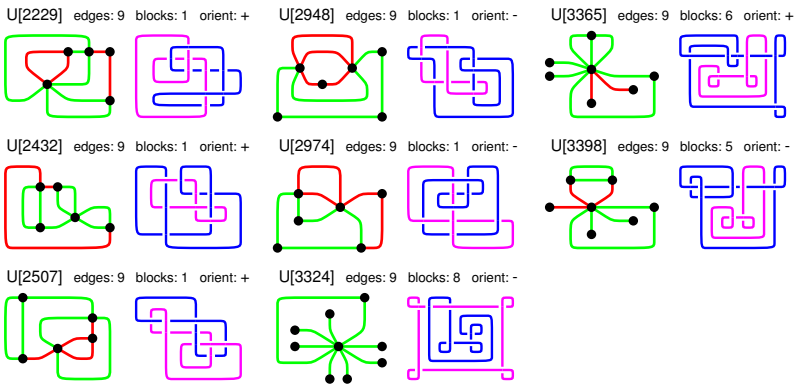 U[2229] edges: 9 blocks: 1 orient: +
U[2948] edges: 9 blocks: 1 orient: -
U[3365] edges: 9 blocks: 6 orient: +
U[2432] edges: 9 blocks: 1 orient: +
U[2974] edges: 9 blocks: 1 orient: -
U[3398] edges: 9 blocks: 5 orient: -
U[2507] edges: 9 blocks: 1 orient: +
U[3324] edges: 9 blocks: 8 orient: -